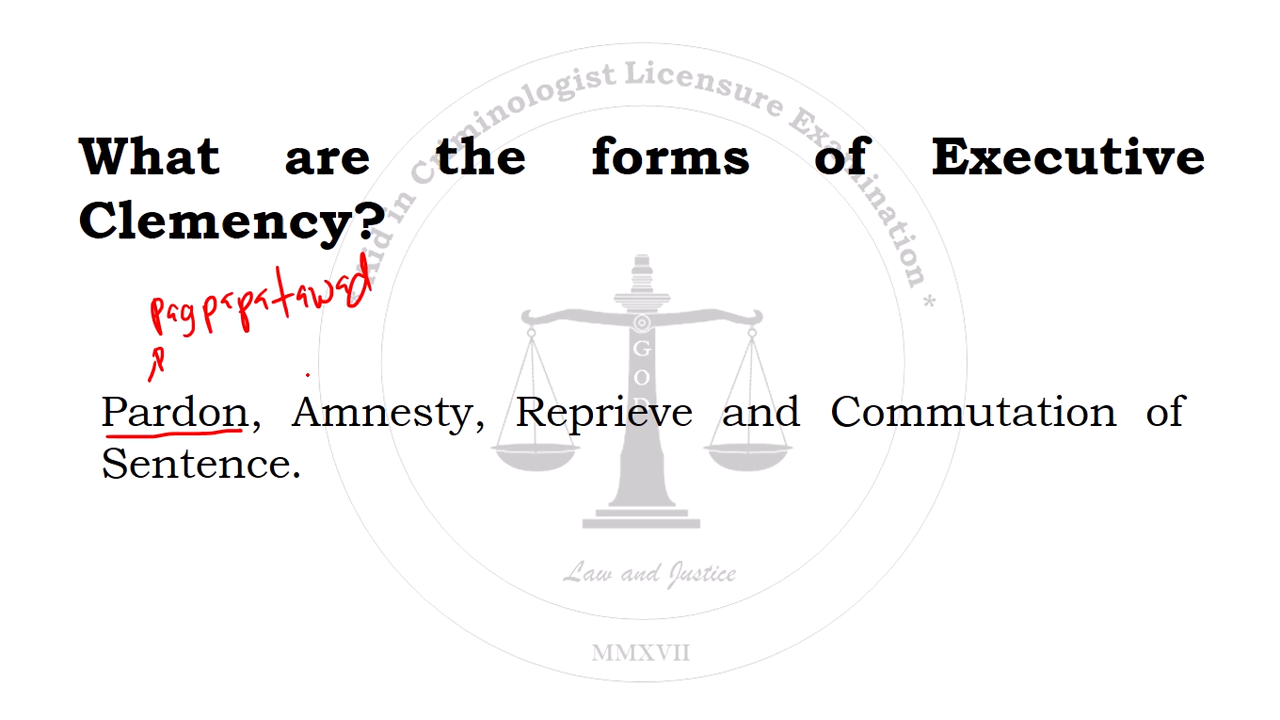 What are the forms of Executive
Clemency?
pagpapatawad
Pardon, Amnesty, Reprieve and Commutation of
Sentence.
* Aid in Criminologist Licensure Examination *
GOD
Law and Justice
MMXVII